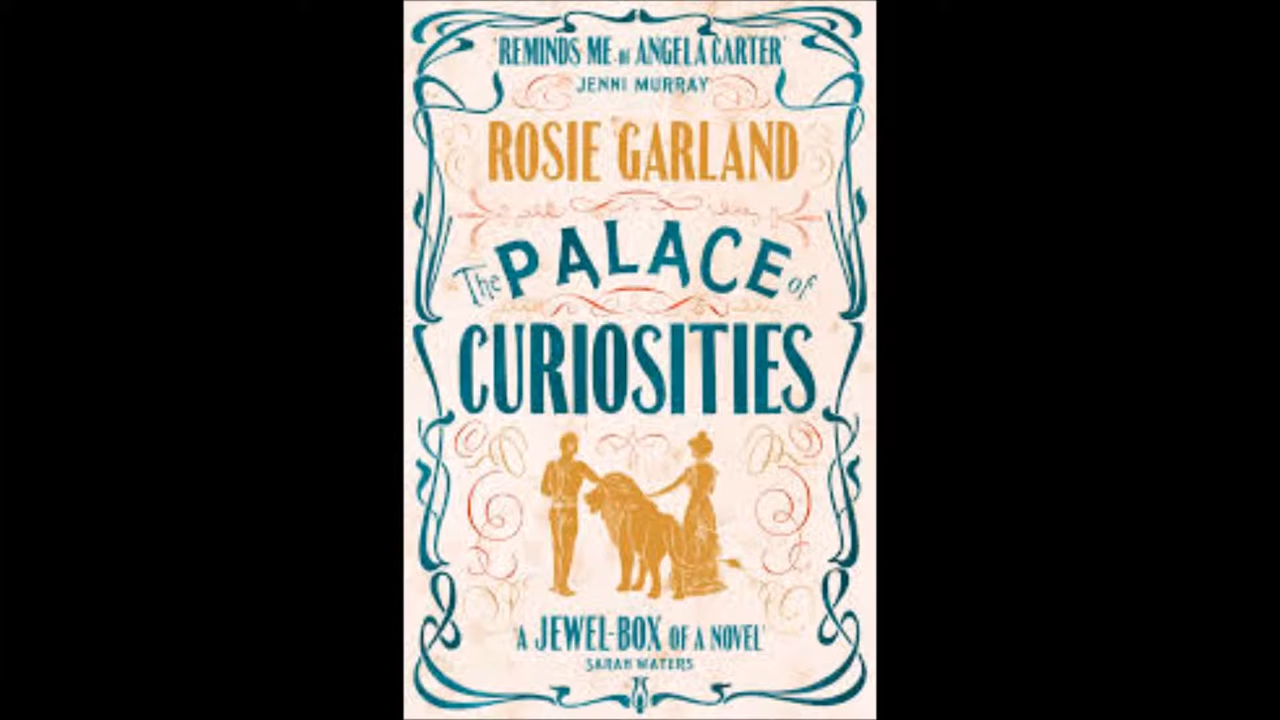 'REMINDS ME OF ANGELA CARTER'
JENNI MURRAY
ROSIE GARLAND
The PALACE of
CURIOSITIES
'A JEWEL-BOX OF A NOVEL'
SARAH WATERS